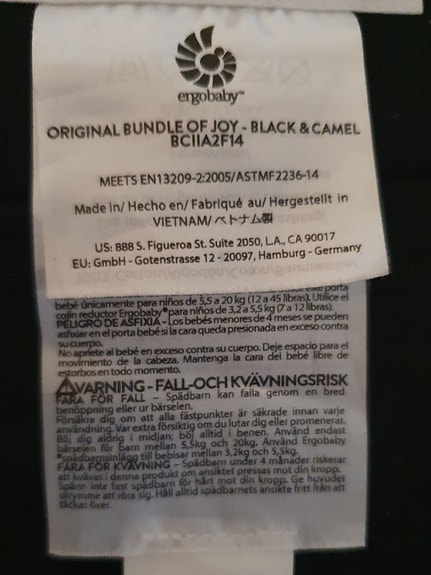 ergobaby™
ORIGINAL BUNDLE OF JOY - BLACK & CAMEL
BCIIA2F14
MEETS EN13209-2:2005/ASTMF2236-14
Made in/ Hecho en/ Fabriqué au/ Hergestellt in
VIETNAM/ ベトナム製
US: 888 S. Figueroa St. Suite 2050, L.A., CA 90017
EU: GmbH - Gotenstrasse 12 - 20097, Hamburg - Germany
bebé únicamente para niños de 5,5 a 20 kg (12 a 45 libras). Utilice el
colín reductor Ergobaby® para niños de 3,2 a 5,5 kg (7 a 12 libras).
PELIGRO DE ASFIXIA - Los bebés menores de 4 meses se pueden
asfixiar en el porta bebé si la cara queda presionada en exceso contra
su cuerpo.
No apriete al bebé en exceso contra su cuerpo. Deje espacio para el
movimiento de la cabeza. Mantenga la cara del bebé libre de
estorbos en todo momento.
VARNING - FALL-OCH KVÄVNINGSRISK
FARA FÖR FALL – Spädbarn kan falla genom en bred
benöppning eller ur bärselen.
Försäkra dig om att alla fästpunkter är säkrade innan varje
användning. Var extra försiktig om du lutar dig eller promenerar.
Böj dig aldrig i midjan; böj alltid i benen. Använd endast
bärselen för barn mellan 5,5kg och 20kg. Använd Ergobaby
*spädbarnsinlägg till bebisar mellan 3,2kg och 5,5kg.
FARA FÖR KVÄVNING – Spädbarn under 4 månader riskerar
att kvävas i denna produkt om ansiktet pressas mot din kropp.
Spänn inte fast spädbarn för hårt mot din kropp. Ge huvudet
utrymme att röra sig. Håll alltid spädbarnets ansikte fritt från att
täckas över.